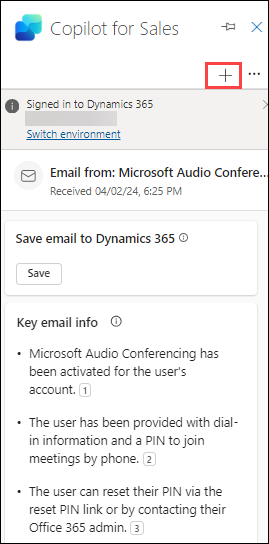 Copilot for Sales
Signed in to Dynamics 365
Switch environment
Email from: Microsoft Audio Confere...
Received 04/02/24, 6:25 PM
Save email to Dynamics 365
Save
Key email info
• Microsoft Audio Conferencing has
been activated for the user's
account. 1
• The user has been provided with dial-
in information and a PIN to join
meetings by phone. 2
• The user can reset their PIN via the
reset PIN link or by contacting their
Office 365 admin. 3